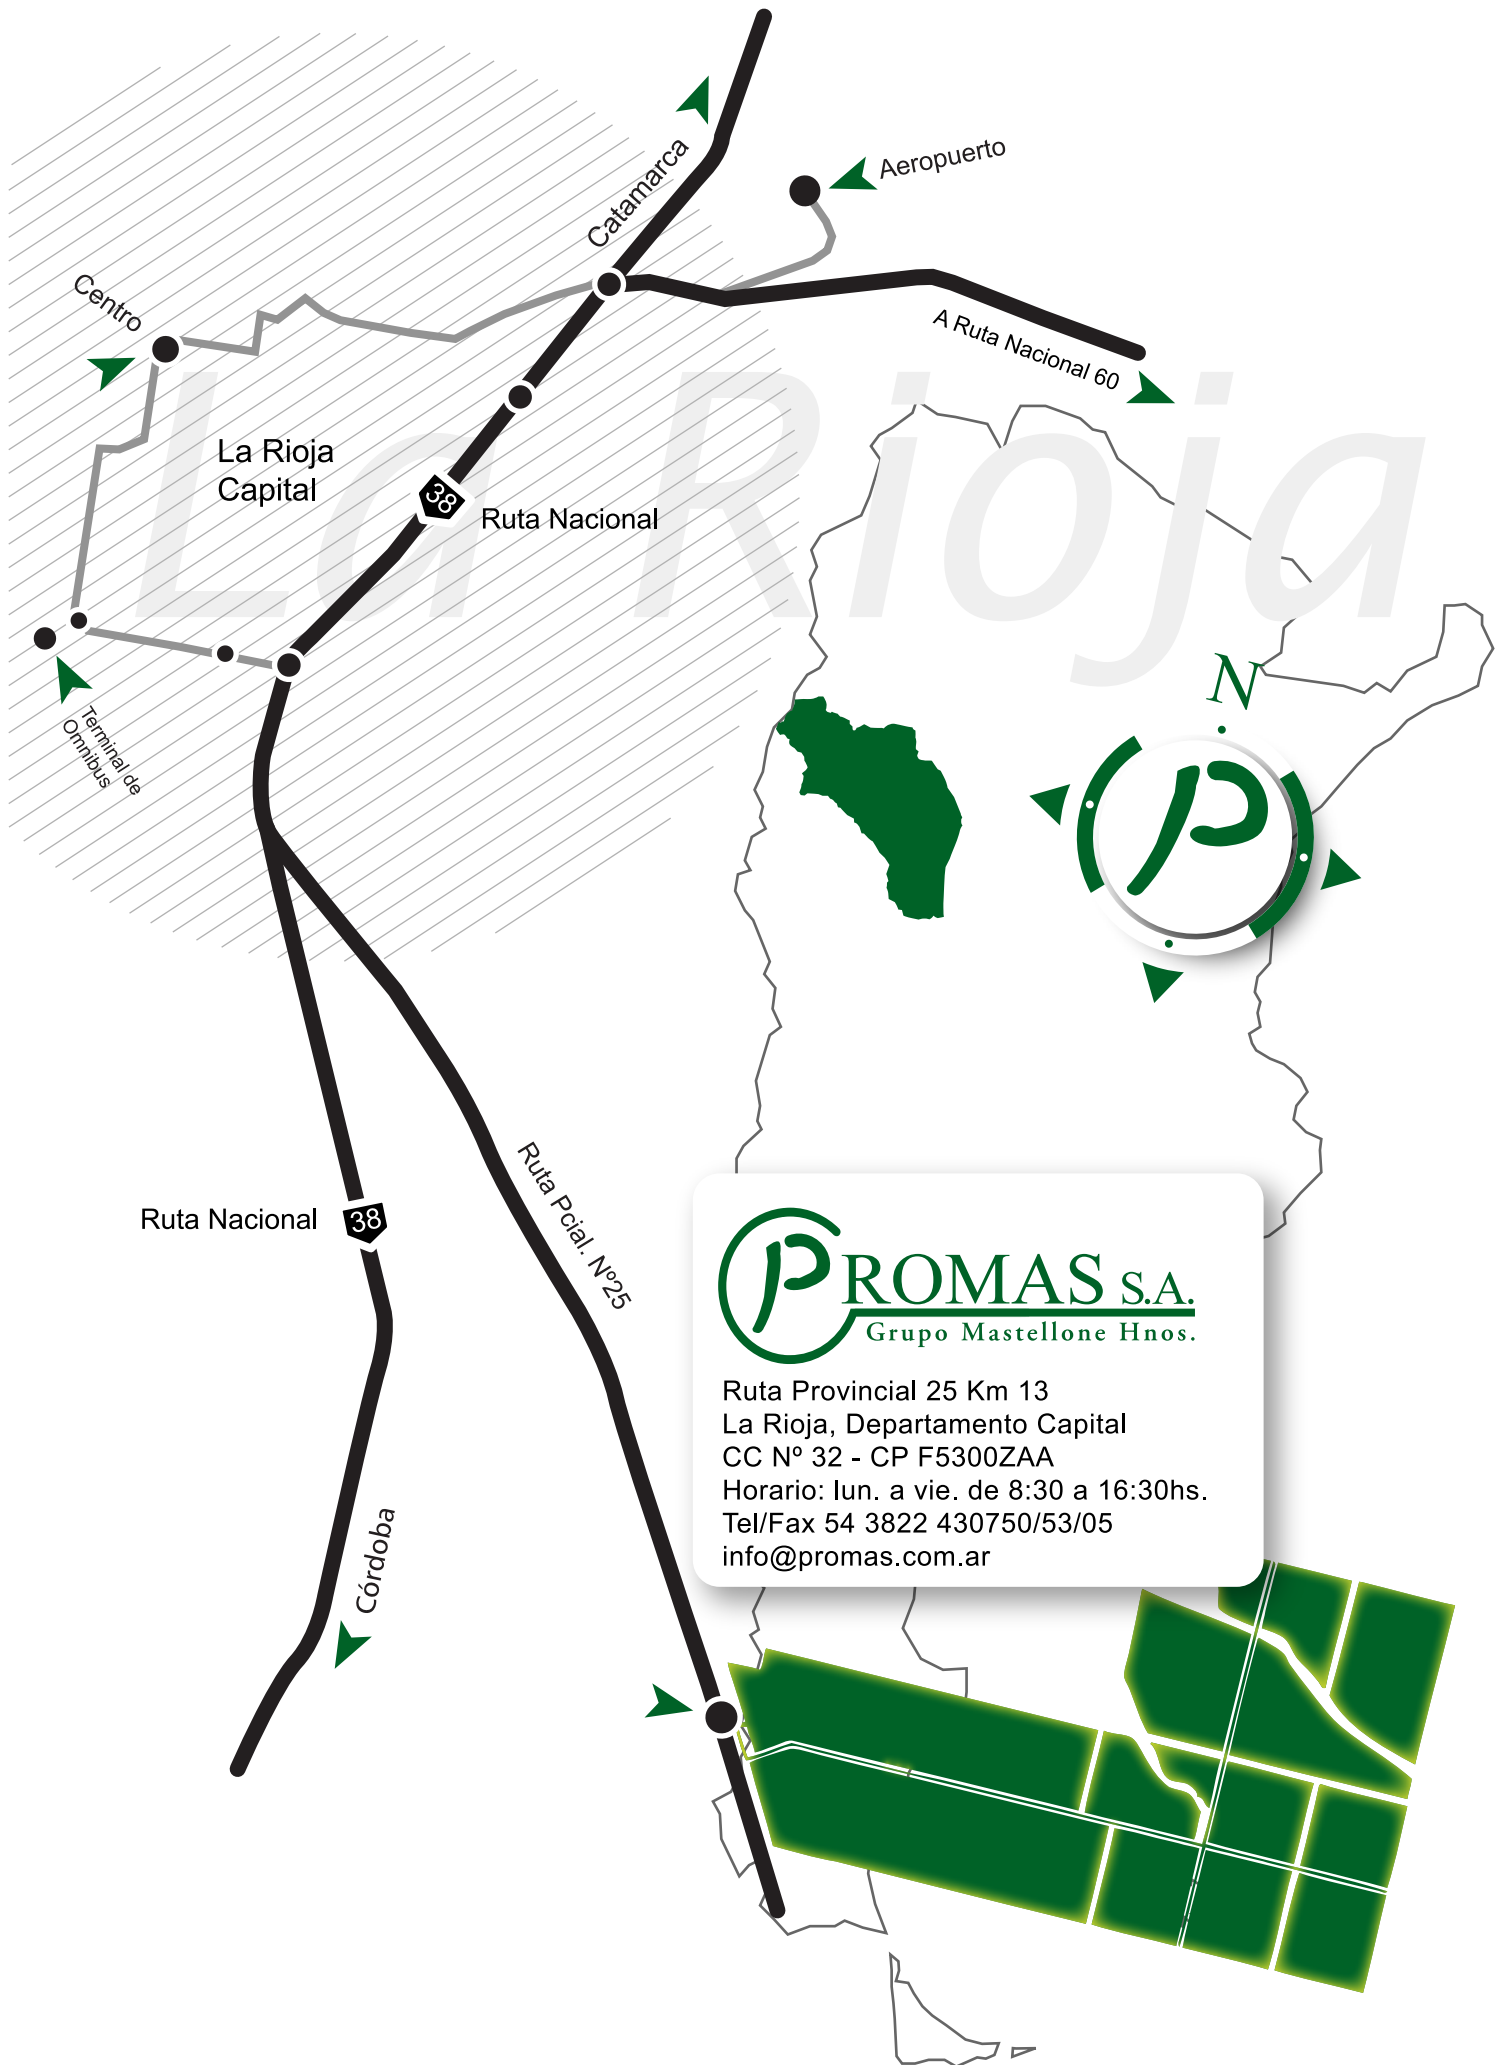 Catamarca
Aeropuerto
Centro
A Ruta Nacional 60
La Rioja
La Rioja
Capital
38
Ruta Nacional
Terminal de
Omnibus
N
P
Ruta Pcial. Nº25
Ruta Nacional
38
PROMAS S.A.
Grupo Mastellone Hnos.
Ruta Provincial 25 Km 13
La Rioja, Departamento Capital
CC Nº 32 - CP F5300ZAA
Horario: lun. a vie. de 8:30 a 16:30hs.
Tel/Fax 54 3822 430750/53/05
info@promas.com.ar
Córdoba